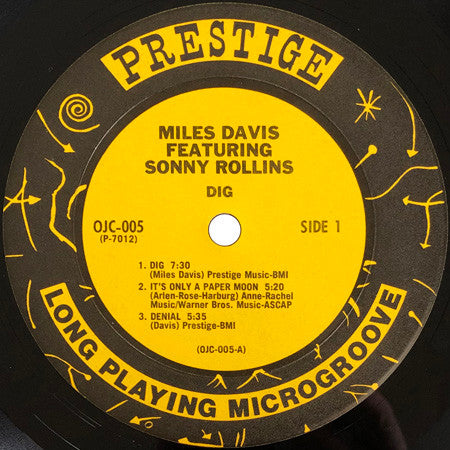 PRESTIGE
MILES DAVIS
FEATURING
SONNY ROLLINS
DIG
OJC-005
(P-7012)
SIDE 1
1. DIG 7:30
(Miles Davis) Prestige Music-BMI
2. IT'S ONLY A PAPER MOON 5:20
(Arlen-Rose-Harburg) Anne-Rachel
Music/Warner Bros. Music-ASCAP
3. DENIAL 5:35
(Davis) Prestige-BMI
(OJC-005-A)
LONG PLAYING MICROGROOVE